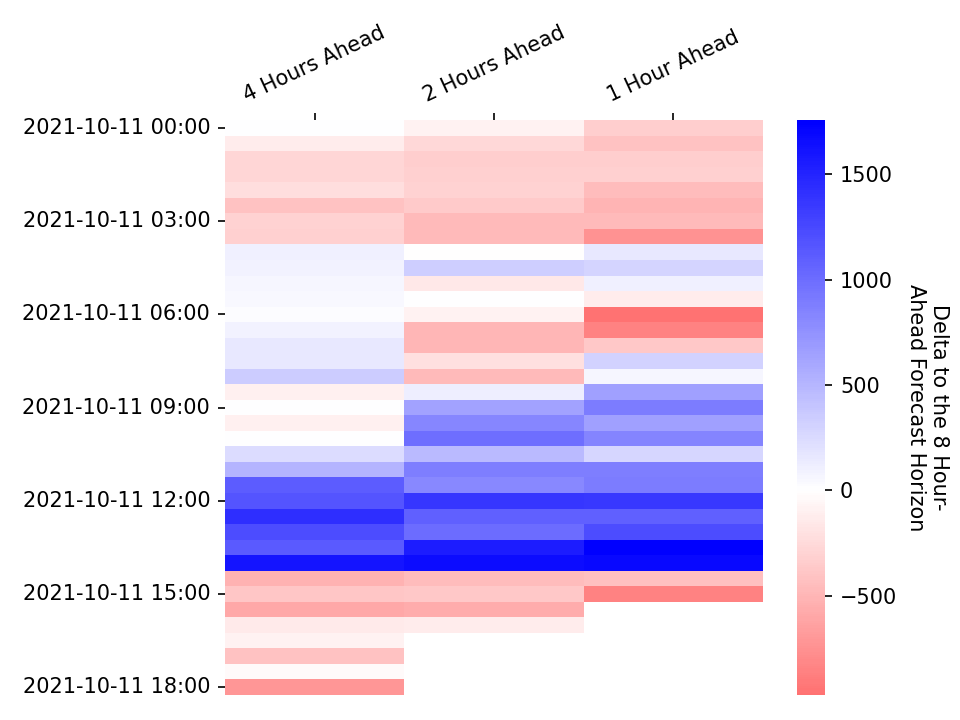 4 Hours Ahead
2 Hours Ahead
1 Hour Ahead
2021-10-11 00:00
2021-10-11 03:00
2021-10-11 06:00
2021-10-11 09:00
2021-10-11 12:00
2021-10-11 15:00
2021-10-11 18:00
1500
1000
500
0
−500
Delta to the 8 Hour-
Ahead Forecast Horizon